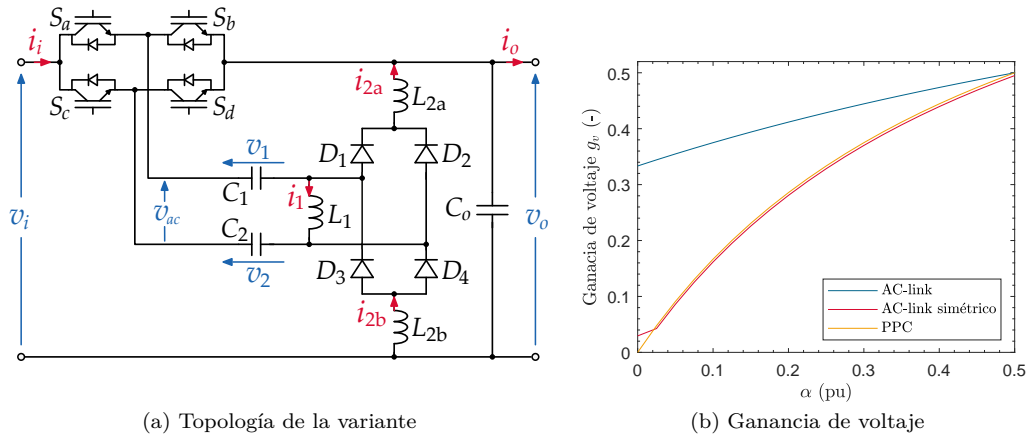 S_a
S_b
i_i
i_o
S_c
S_d
i_2a
L_2a
D_1
D_2
v_1
C_1
i_1
L_1
v_i
v_ac
C_o
v_o
C_2
v_2
D_3
D_4
i_2b
L_2b
(a) Topología de la variante
Ganacia de voltaje g_v (-)
0.5
0.4
0.3
0.2
0.1
0
AC-link
AC-link simétrico
PPC
0
0.1
0.2
0.3
0.4
0.5
α (pu)
(b) Ganancia de voltaje